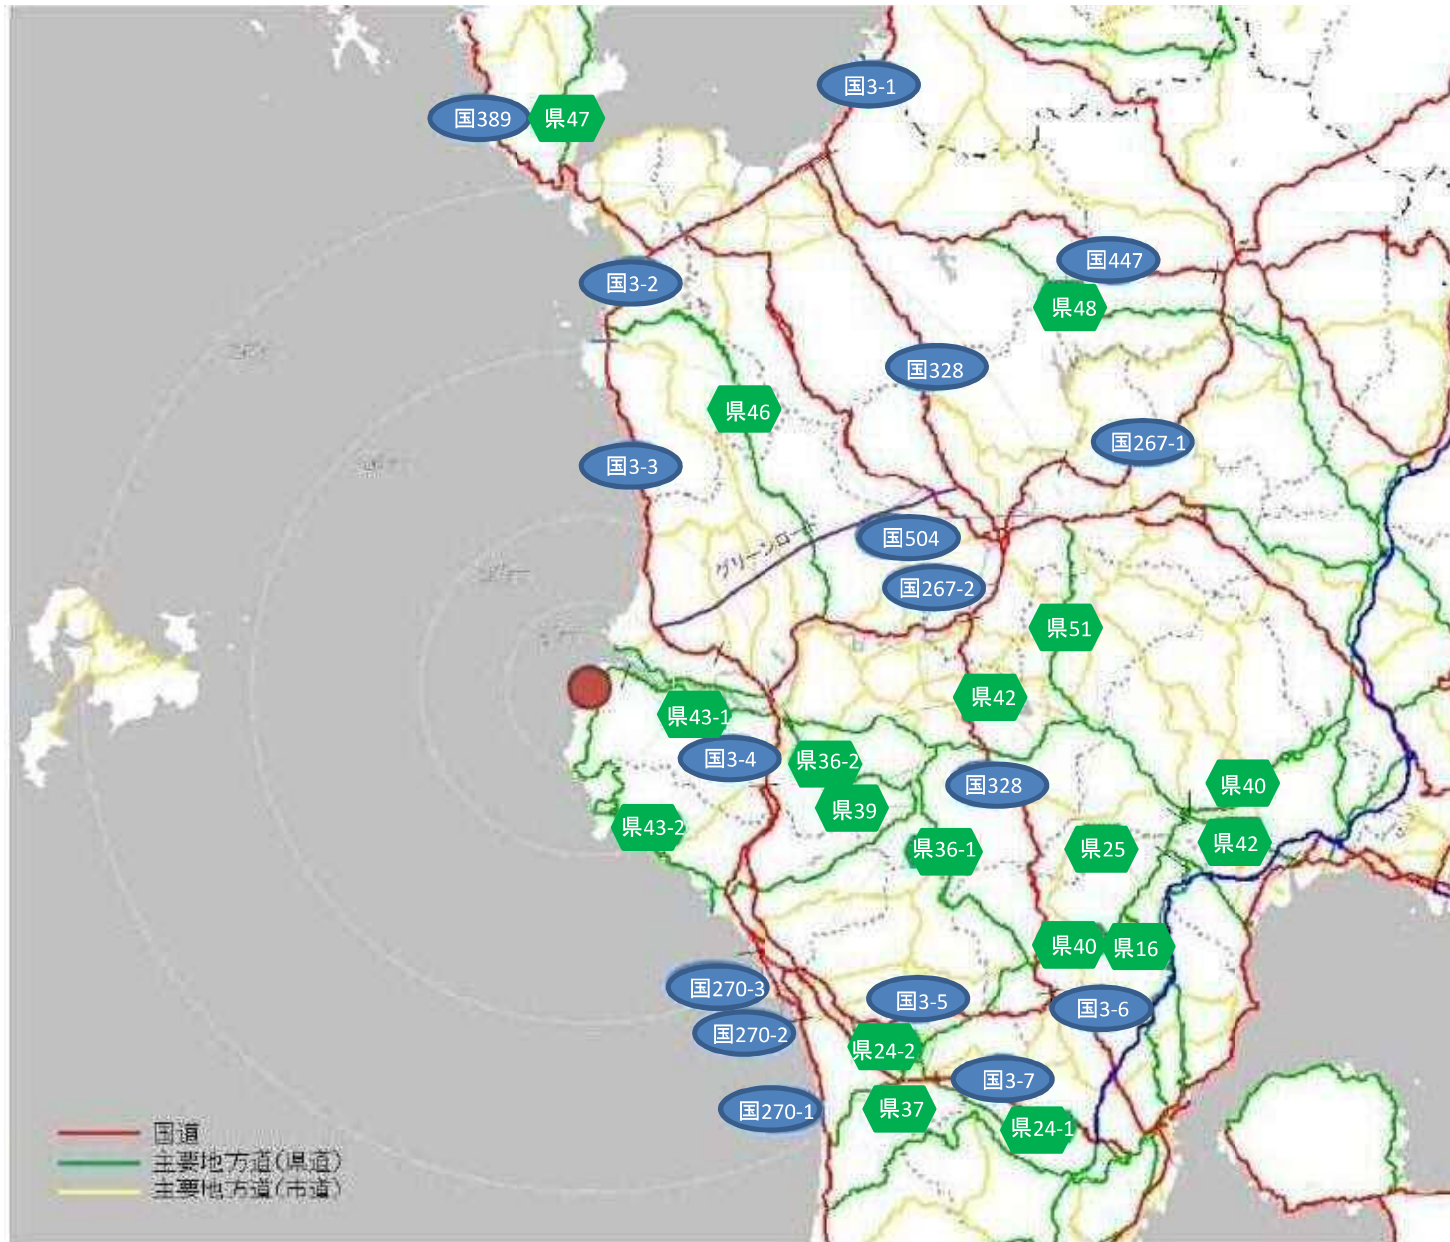 国3-1
国389
県47
国447
国3-2
県48
国328
県46
国267-1
国3-3
グリーンロー
国504
国267-2
県51
県42
県43-1
国3-4
県36-2
国328
県40
県39
県43-2
県42
県25
県36-1
県40
県16
国270-3
国3-5
国3-6
国270-2
県24-2
国3-7
国270-1
県37
県24-1
国道
主要地方道(県道)
主要地方道(市道)